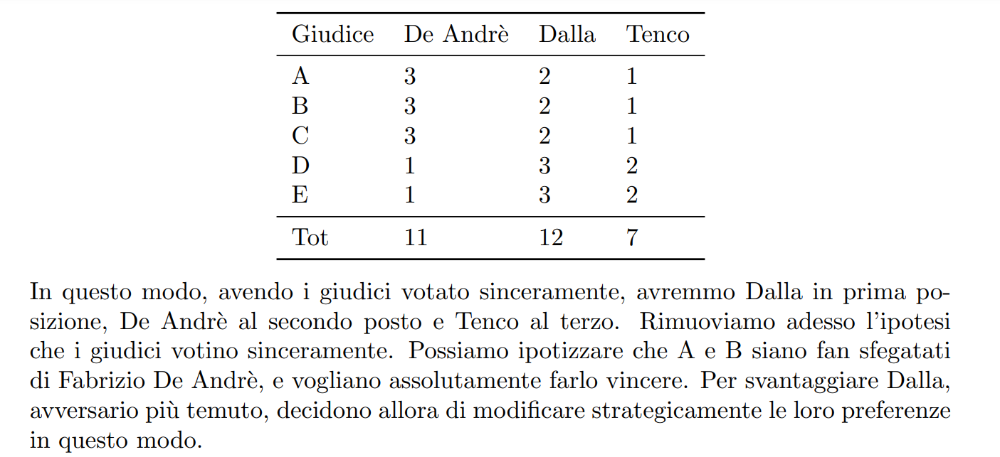 Giudice De Andrè Dalla Tenco
A 3 2 1
B 3 2 1
C 3 2 1
D 1 3 2
E 1 3 2
Tot 11 12 7
In questo modo, avendo i giudici votato sinceramente, avremmo Dalla in prima po-
sizione, De Andrè al secondo posto e Tenco al terzo. Rimuoviamo adesso l'ipotesi
che i giudici votino sinceramente. Possiamo ipotizzare che A e B siano fan sfegatati
di Fabrizio De Andrè, e vogliano assolutamente farlo vincere. Per svantaggiare Dalla,
avversario più temuto, decidono allora di modificare strategicamente le loro preferenze
in questo modo.